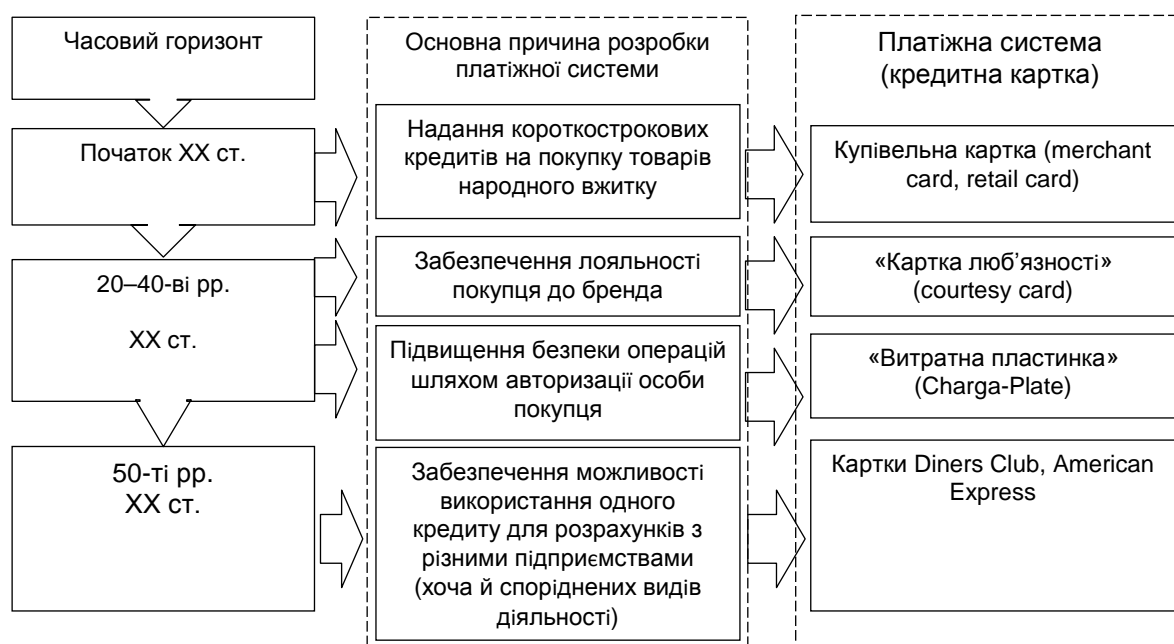 Часовий горизонт
Основна причина розробки
платіжної системи
Платіжна система
(кредитна картка)
Початок ХХ ст.
Надання короткострокових
кредитів на покупку товарів
народного вжитку
Купівельна картка (merchant
card, retail card)
20–40-ві рр.
ХХ ст.
Забезпечення лояльності
покупця до бренда
«Картка люб’язності»
(courtesy card)
Підвищення безпеки операцій
шляхом авторизації особи
покупця
«Витратна пластинка»
(Charga-Plate)
50-ті рр.
ХХ ст.
Забезпечення можливості
використання одного
кредиту для розрахунків з
різними підприємствами
(хоча й споріднених видів
діяльності)
Картки Diners Club, American
Express